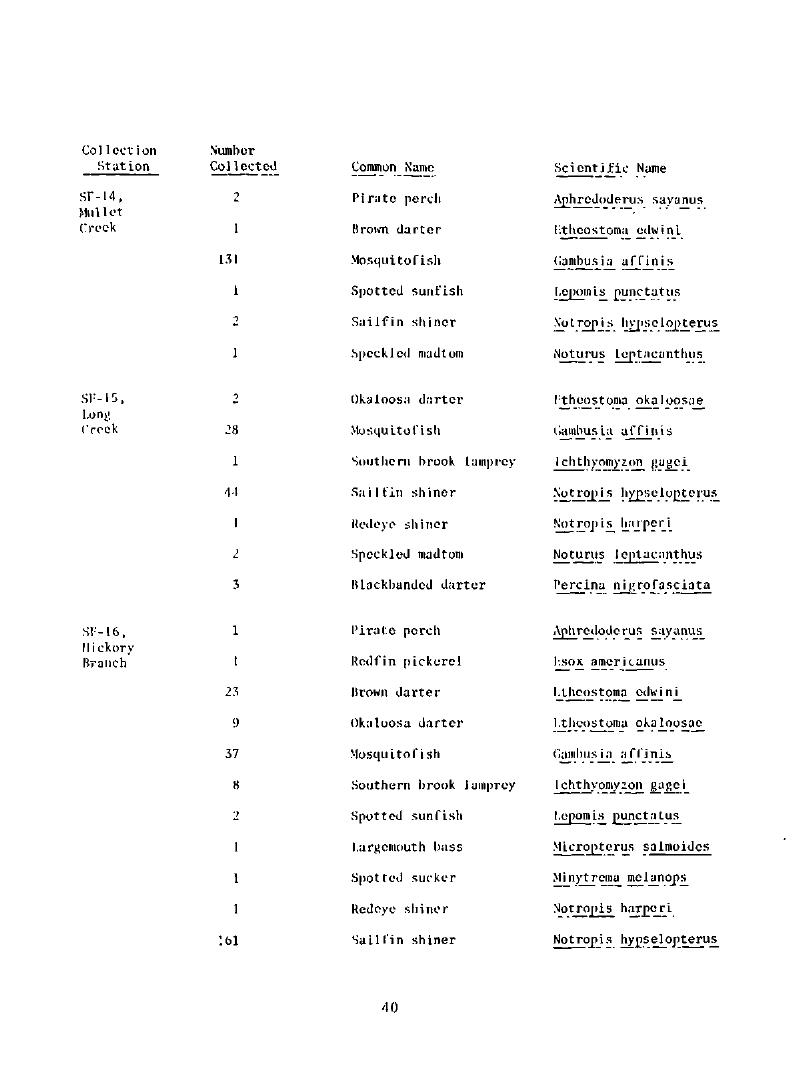 Collection Number
Station Collected Common Name Scientific Name
SF-14, 2 Pirate perch Aphredoderus sayanus
Mullet
Creek 1 Brown darter Etheostoma edwini
131 Mosquitofish Gambusia affinis
1 Spotted sunfish Lepomis punctatus
2 Sailfin shiner Notropis hypselopterus
1 Speckled madtom Noturus leptacanthus
SF-15, 2 Okaloosa darter Etheostoma okaloosae
Long
Creek 28 Mosquitofish Gambusia affinis
1 Southern brook lamprey Ichthyomyzon gagei
44 Sailfin shiner Notropis hypselopterus
1 Redeye shiner Notropis harperi
2 Speckled madtom Noturus leptacanthus
3 Blackbanded darter Percina nigrofasciata
SF-16, 1 Pirate perch Aphredoderus sayanus
Hickory
Branch 1 Redfin pickerel Esox americanus
23 Brown darter Etheostoma edwini
9 Okaloosa darter Etheostoma okaloosae
37 Mosquitofish Gambusia affinis
8 Southern brook lamprey Ichthyomyzon gagei
2 Spotted sunfish Lepomis punctatus
1 Largemouth bass Micropterus salmoides
1 Spotted sucker Minytrema melanops
1 Redeye shiner Notropis harperi
161 Sailfin shiner Notropis hypselopterus
40